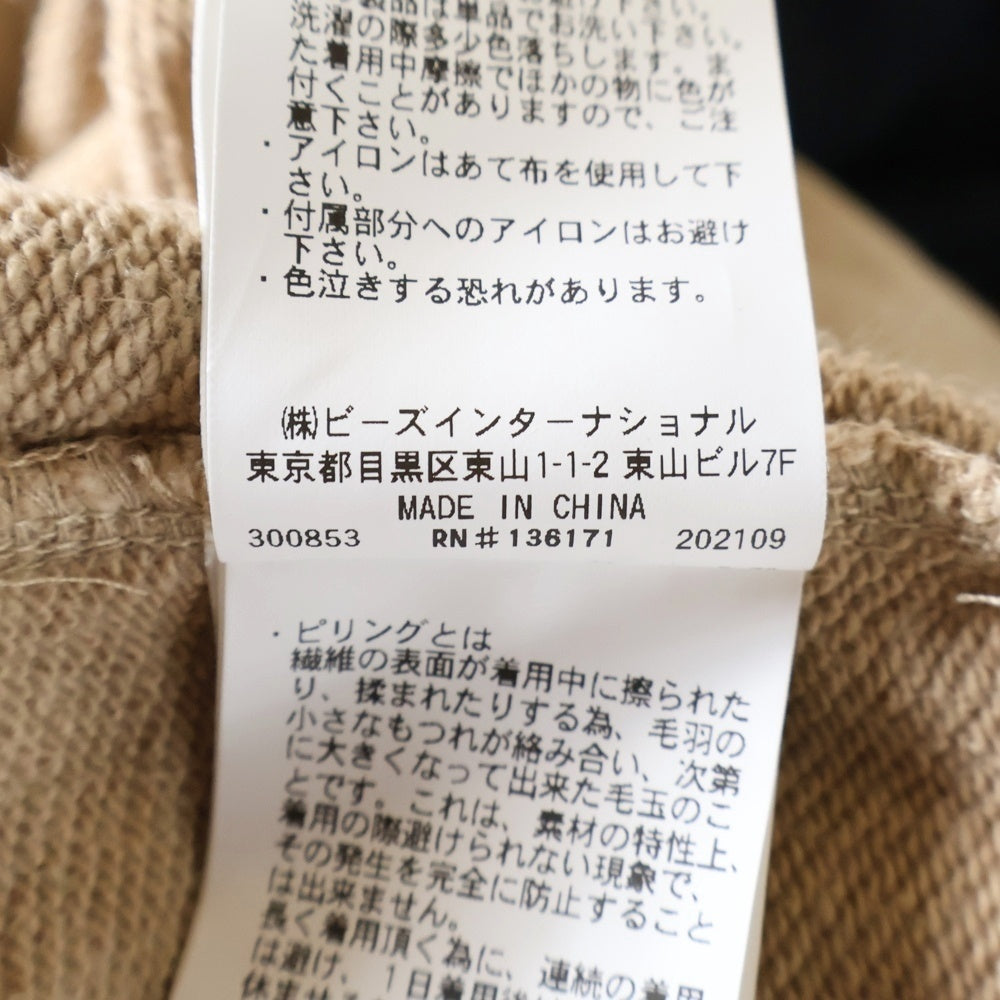 製品は単品でお洗い下さい。
洗濯の際多少色落ちします。ま
た着用中摩擦でほかの物に色が
付くことがありますので、ご注
意下さい。
・アイロンはあて布を使用して下
さい。
・付属部分へのアイロンはお避け
下さい。
・色泣きする恐れがあります。
㈱ビーズインターナショナル
東京都目黒区東山1-1-2 東山ビル7F
MADE IN CHINA
300853 RN#136171 202109
・ピリングとは
繊維の表面が着用中に擦られた
り、揉まれたりする為、毛羽の
小さなもつれが絡み合い、次第
に大きくなって出来た毛玉のこ
とです。これは、素材の特性上、
着用の際避けられない現象で、
その発生を完全に防止すること
は出来ません。
長く着用頂く為に、連続の着用
は避け、1日着用後